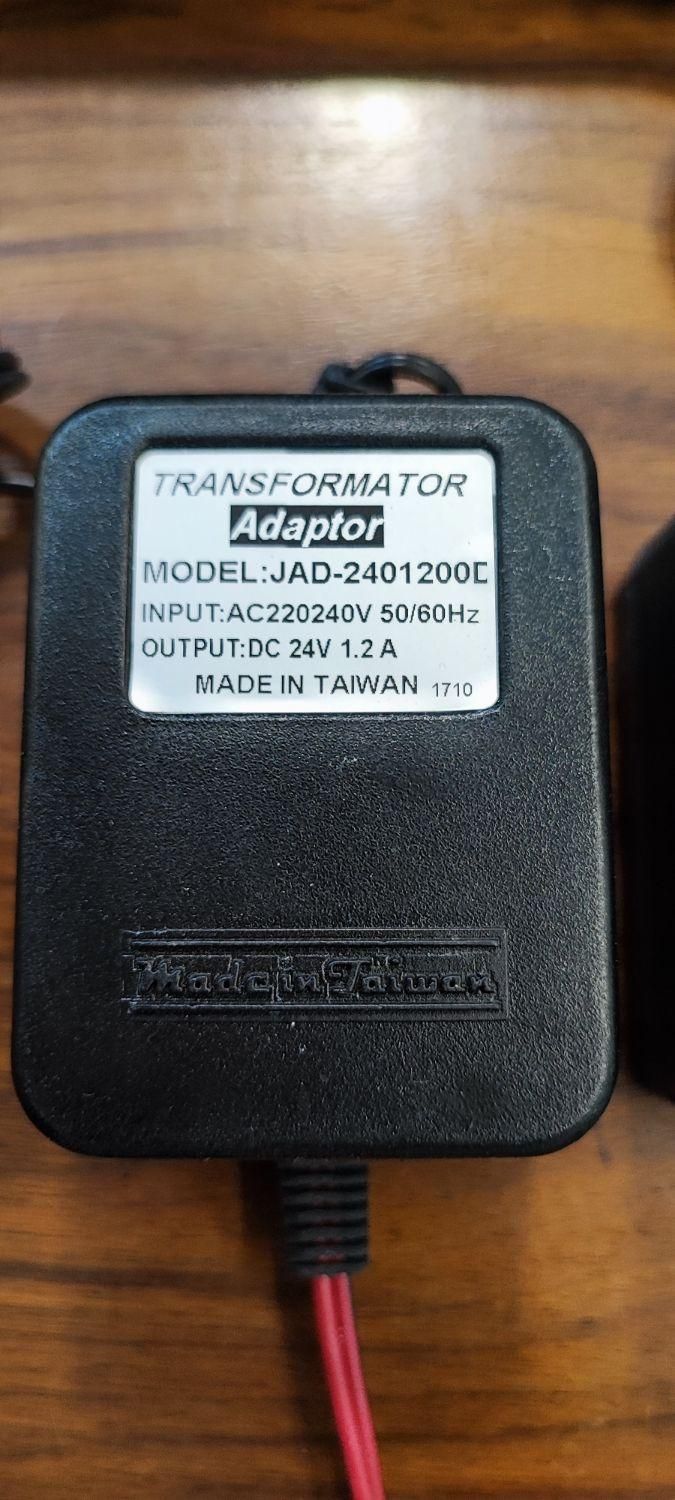 TRANSFORMATOR
Adaptor
MODEL:JAD-2401200D
INPUT:AC220240V 50/60Hz
OUTPUT:DC 24V 1.2 A
MADE IN TAIWAN 1710
Made in Taiwan